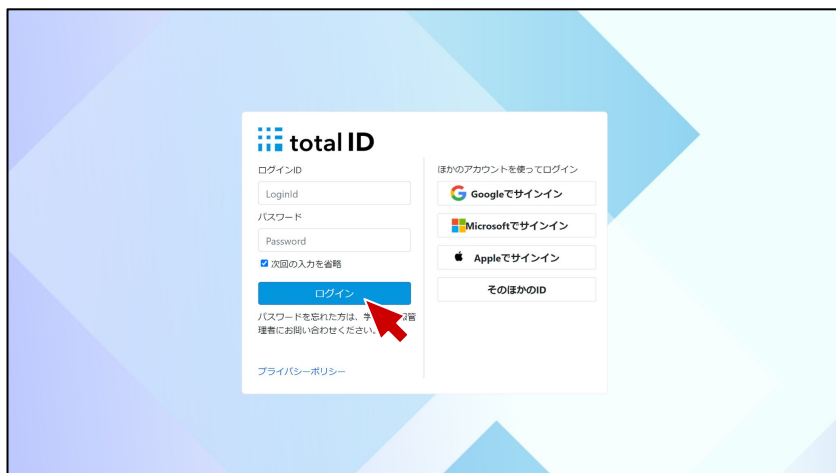 total ID
ログインID
LoginId
パスワード
Password
次回の入力を省略
ログイン
パスワードを忘れた方は、学 報管
理者にお問い合わせください。
プライバシーポリシー
ほかのアカウントを使ってログイン
Googleでサインイン
Microsoftでサインイン
Appleでサインイン
そのほかのID